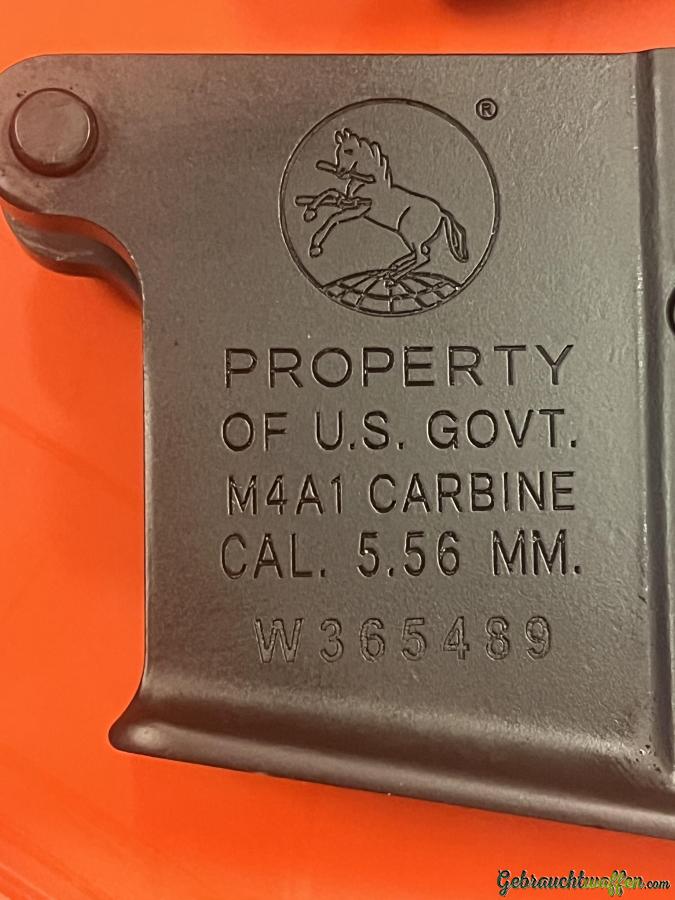 ®
PROPERTY
OF U.S. GOVT.
M4A1 CARBINE
CAL. 5.56 MM.
W365489
Gebrauchtwaffen.com